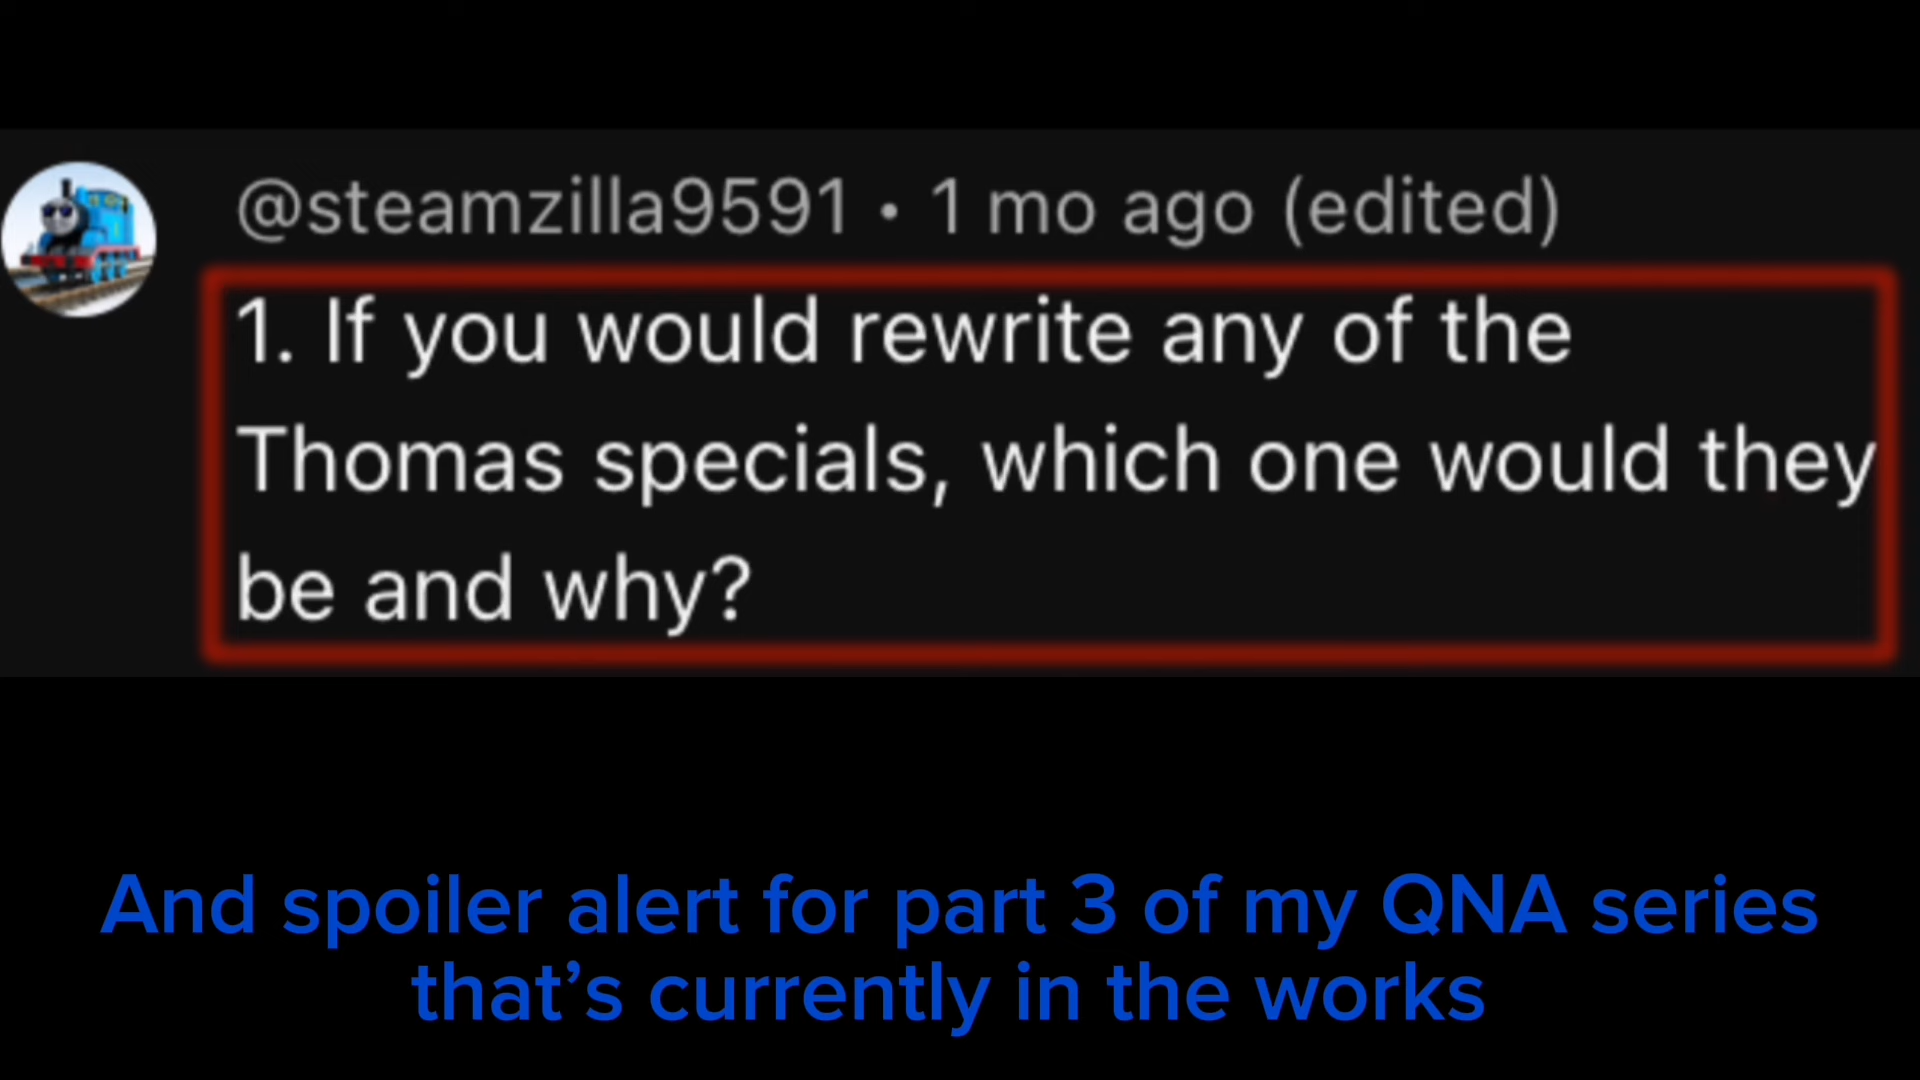 @steamzilla9591 • 1 mo ago (edited)
1. If you would rewrite any of the
Thomas specials, which one would they
be and why?
And spoiler alert for part 3 of my QNA series
that’s currently in the works